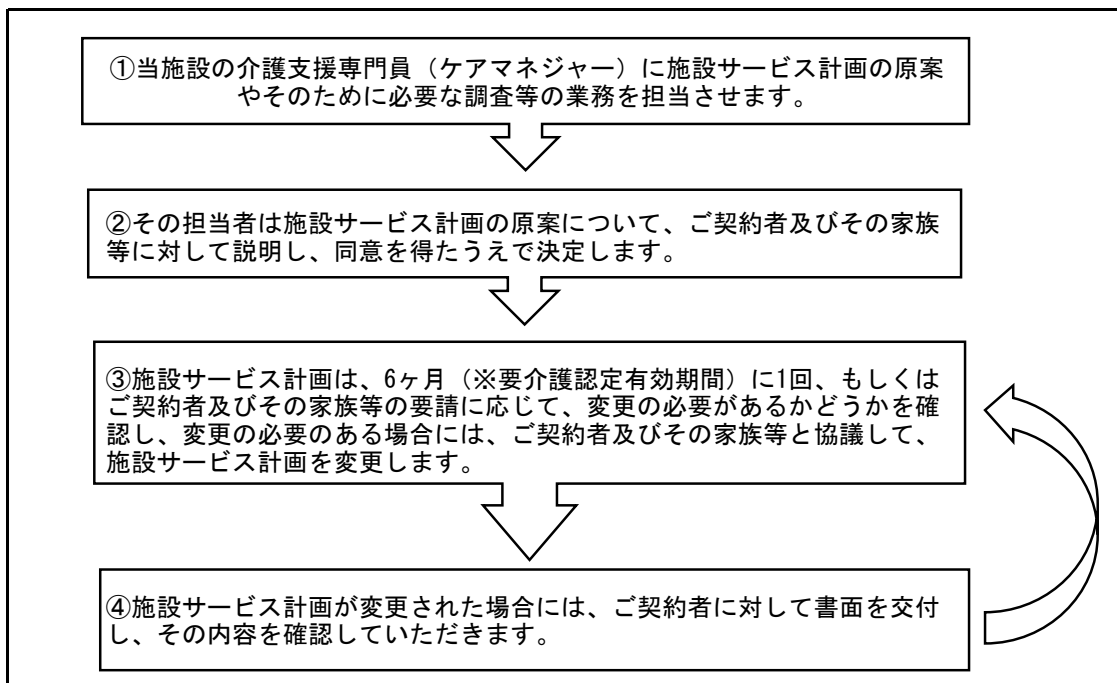 ①当施設の介護支援専門員（ケアマネジャー）に施設サービス計画の原案
やそのために必要な調査等の業務を担当させます。
②その担当者は施設サービス計画の原案について、ご契約者及びその家族
等に対して説明し、同意を得たうえで決定します。
③施設サービス計画は、6ヶ月（※要介護認定有効期間）に1回、もしくは
ご契約者及びその家族等の要請に応じて、変更の必要があるかどうかを確
認し、変更の必要のある場合には、ご契約者及びその家族等と協議して、
施設サービス計画を変更します。
④施設サービス計画が変更された場合には、ご契約者に対して書面を交付
し、その内容を確認していただきます。